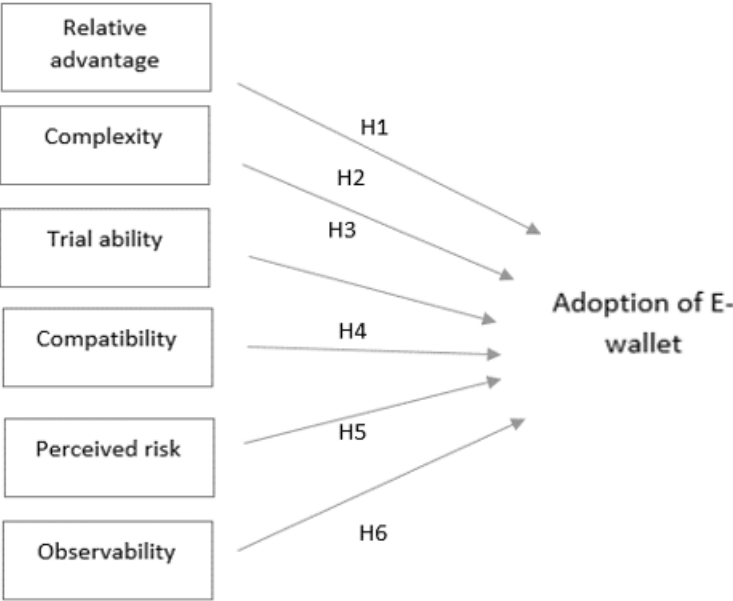 Relative
advantage
H1
Complexity
H2
Trial ability
H3
Compatibility
H4
Perceived risk
H5
Observability
H6
Adoption of E-
wallet